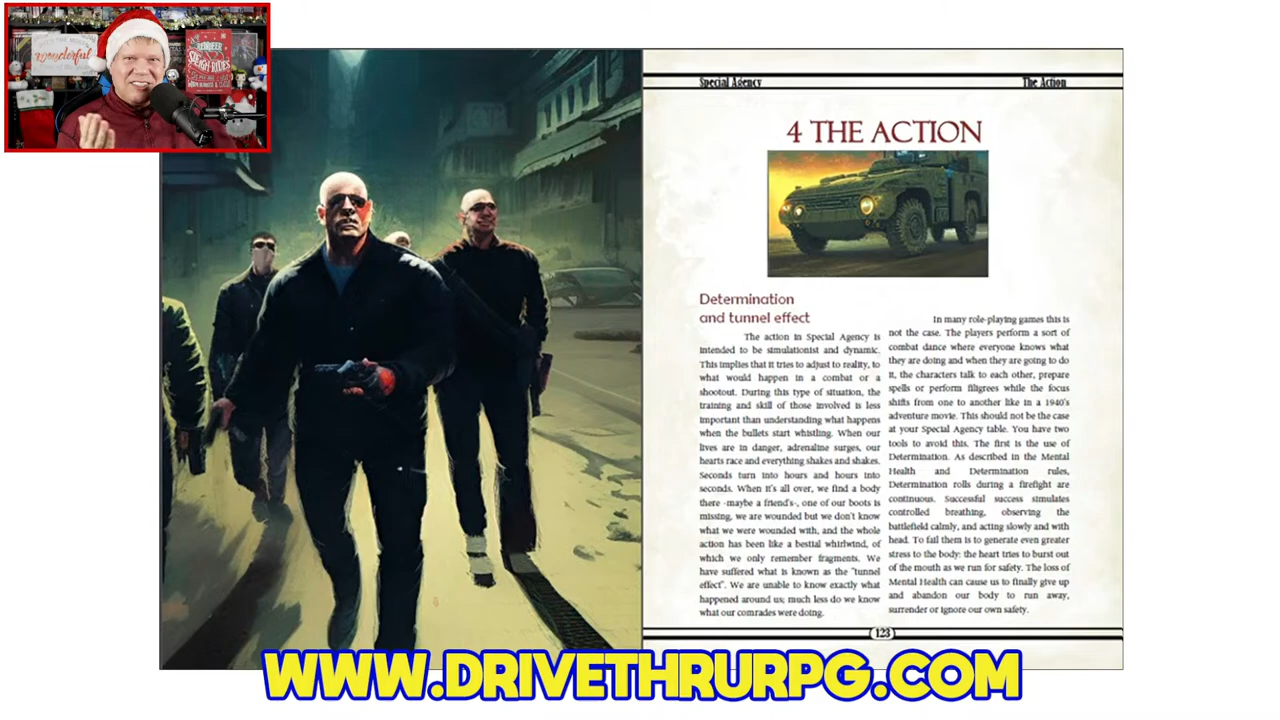 wonderful
REINDEER
SLEIGH RIDES
Special Agency
The Action
4 THE ACTION
Determination
and tunnel effect
The action in Special Agency is
intended to be simulationist and dynamic.
This implies that it tries to adjust to reality, to
what would happen in a combat or a
shootout. During this type of situation, the
training and skill of those involved is less
important than understanding what happens
when the bullets start whistling. When our
lives are in danger, adrenaline surges, our
hearts race and everything shakes and shakes.
Seconds turn into hours and hours into
seconds. When it's all over, we find a body
there -maybe a friend's-, one of our boots is
missing, we are wounded but we don't know
what we were wounded with, and the whole
action has been like a bestial whirlwind, of
which we only remember fragments. We
have suffered what is known as the "tunnel
effect". We are unable to know exactly what
happened around us; much less do we know
what our comrades were doing.
In many role-playing games this is
not the case. The players perform a sort of
combat dance where everyone knows what
they are doing and when they are going to do
it, the characters talk to each other, prepare
spells or perform filigrees while the focus
shifts from one to another like in a 1940's
adventure movie. This should not be the case
at your Special Agency table. You have two
tools to avoid this. The first is the use of
Determination. As described in the Mental
Health and Determination rules,
Determination rolls during a firefight are
continuous. Successful success simulates
controlled breathing, observing the
battlefield calmly, and acting slowly and with
head. To fail them is to generate even greater
stress to the body: the heart tries to burst out
of the mouth as we run for safety. The loss of
Mental Health can cause us to finally give up
and abandon our body to run away,
surrender or ignore our own safety.
123
WWW.DRIVETHRURPG.COM